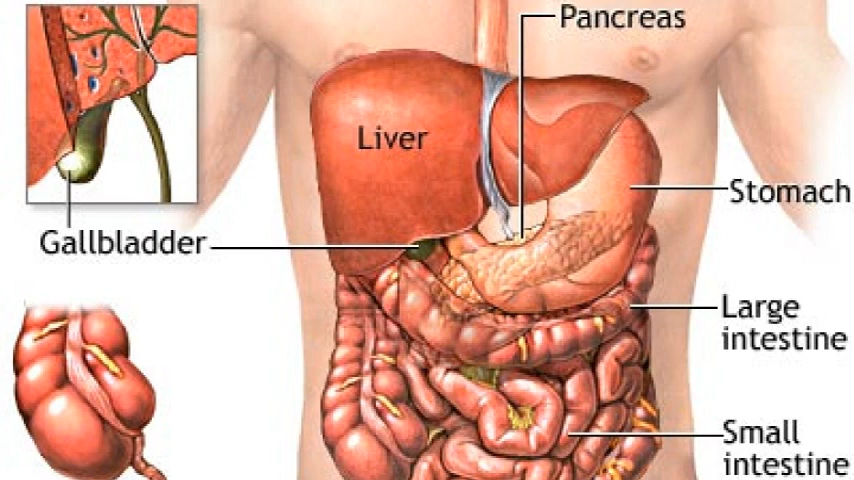 Pancreas
Liver
Stomach
Gallbladder
Large
intestine
Small
intestine